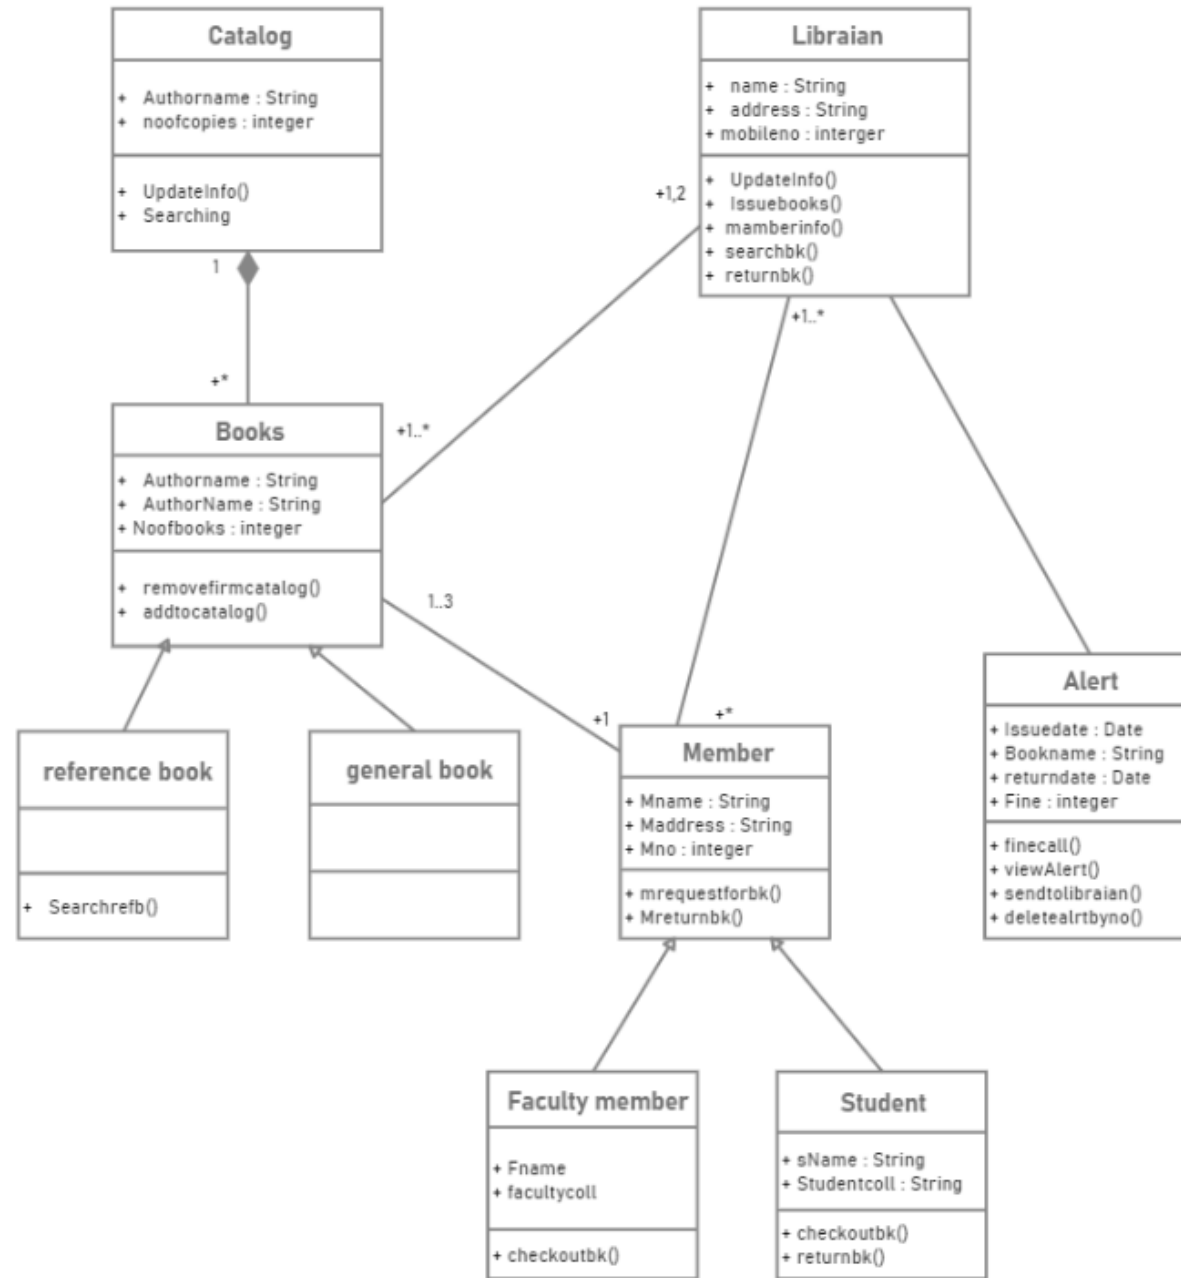 Catalog
+ Authorname : String
+ noofcopies : integer
+ UpdateInfo()
+ Searching
Libraian
+ name : String
+ address : String
+ mobileno : interger
+ UpdateInfo()
+ Issuebooks()
+ mamberinfo()
+ searchbk()
+ returnbk()
1
+*
+1,2
+1..*
+1..*
Books
+ Authorname : String
+ AuthorName : String
+ Noofbooks : integer
+ removefirmcatalog()
+ addtocatalog()
1..3
+1
+*
reference book
+ Searchrefb()
general book
Member
+ Mname : String
+ Maddress : String
+ Mno : integer
+ mrequestforbk()
+ Mreturnbk()
Alert
+ Issuedate : Date
+ Bookname : String
+ returndate : Date
+ Fine : integer
+ finecall()
+ viewAlert()
+ sendtolibraian()
+ deletealrtbyno()
Faculty member
+ Fname
+ facultycoll
+ checkoutbk()
Student
+ sName : String
+ Studentcoll : String
+ checkoutbk()
+ returnbk()